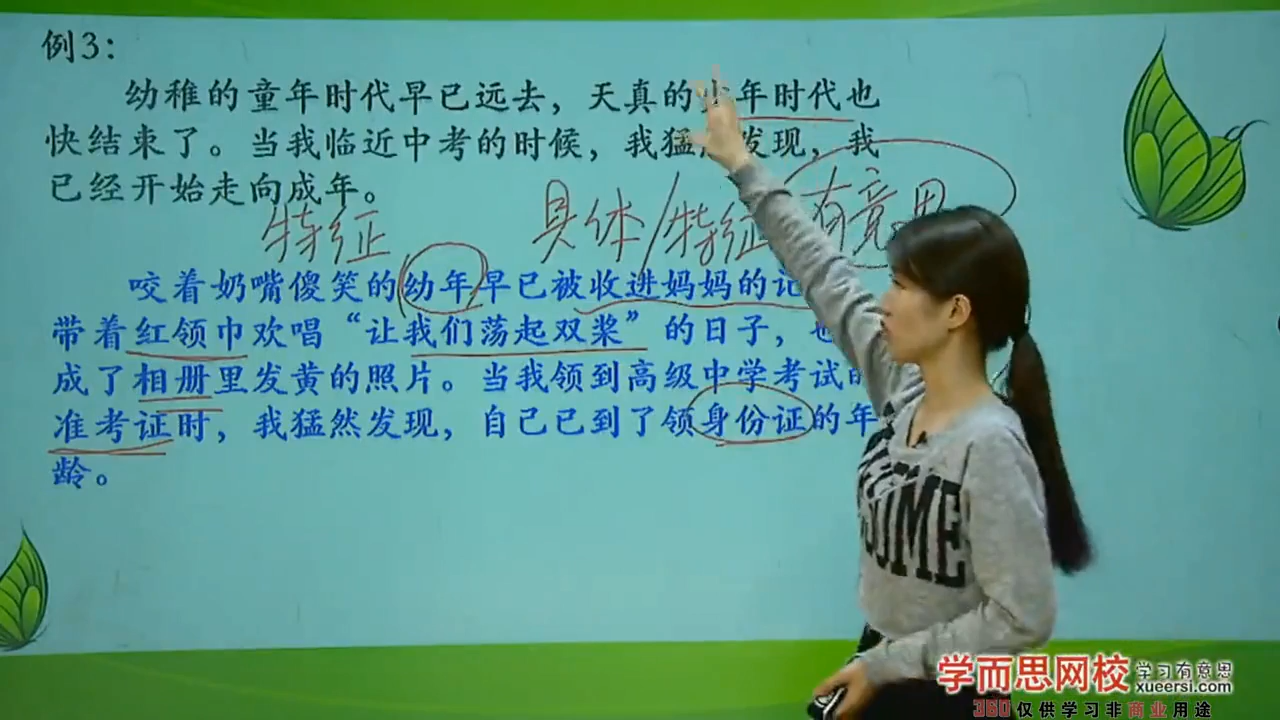 例3：
幼稚的童年时代早已远去，天真的少年时代也
快结束了。当我临近中考的时候，我猛然发现，我
已经开始走向成年。
特征
具体/特征 有意思
咬着奶嘴傻笑的幼年早已被收进妈妈的记
带着红领巾欢唱“让我们荡起双桨”的日子，也
成了相册里发黄的照片。当我领到高级中学考试的
准考证时，我猛然发现，自己已到了领身份证的年
龄。
SUME
学而思网校 学习有意思
xueersi.com
360仅供学习非商业用途